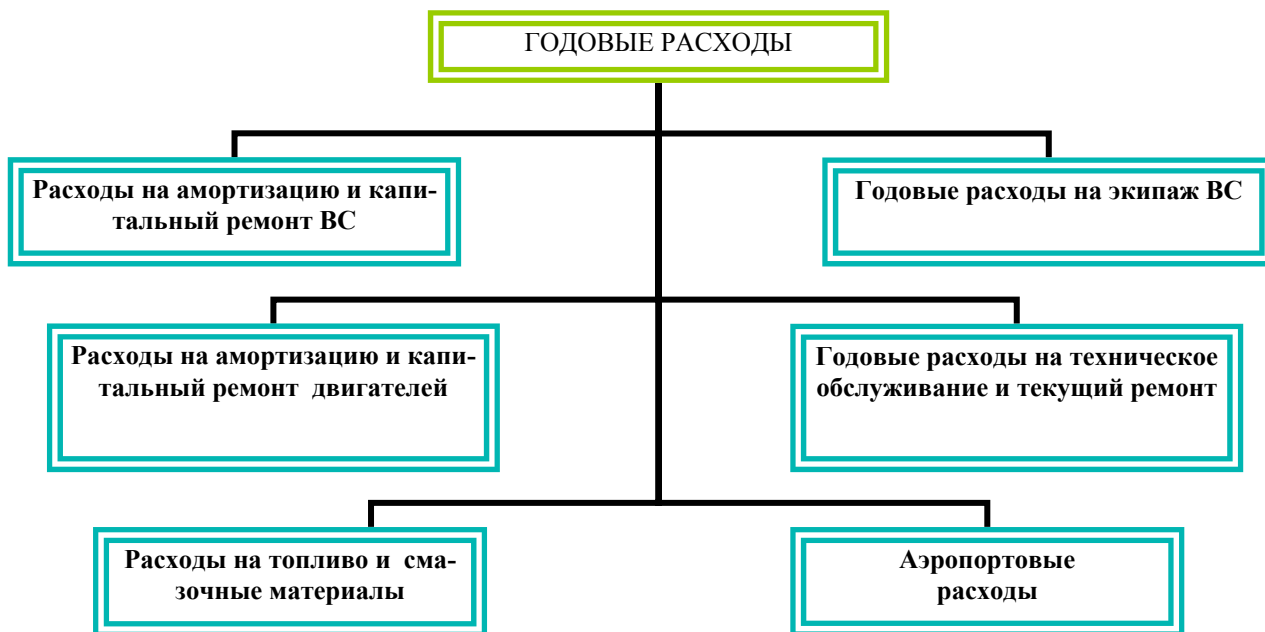 ГОДОВЫЕ РАСХОДЫ
Расходы на амортизацию и капи-
тальный ремонт ВС
Годовые расходы на экипаж ВС
Расходы на амортизацию и капи-
тальный ремонт двигателей
Годовые расходы на техническое
обслуживание и текущий ремонт
Расходы на топливо и сма-
зочные материалы
Аэропортовые
расходы